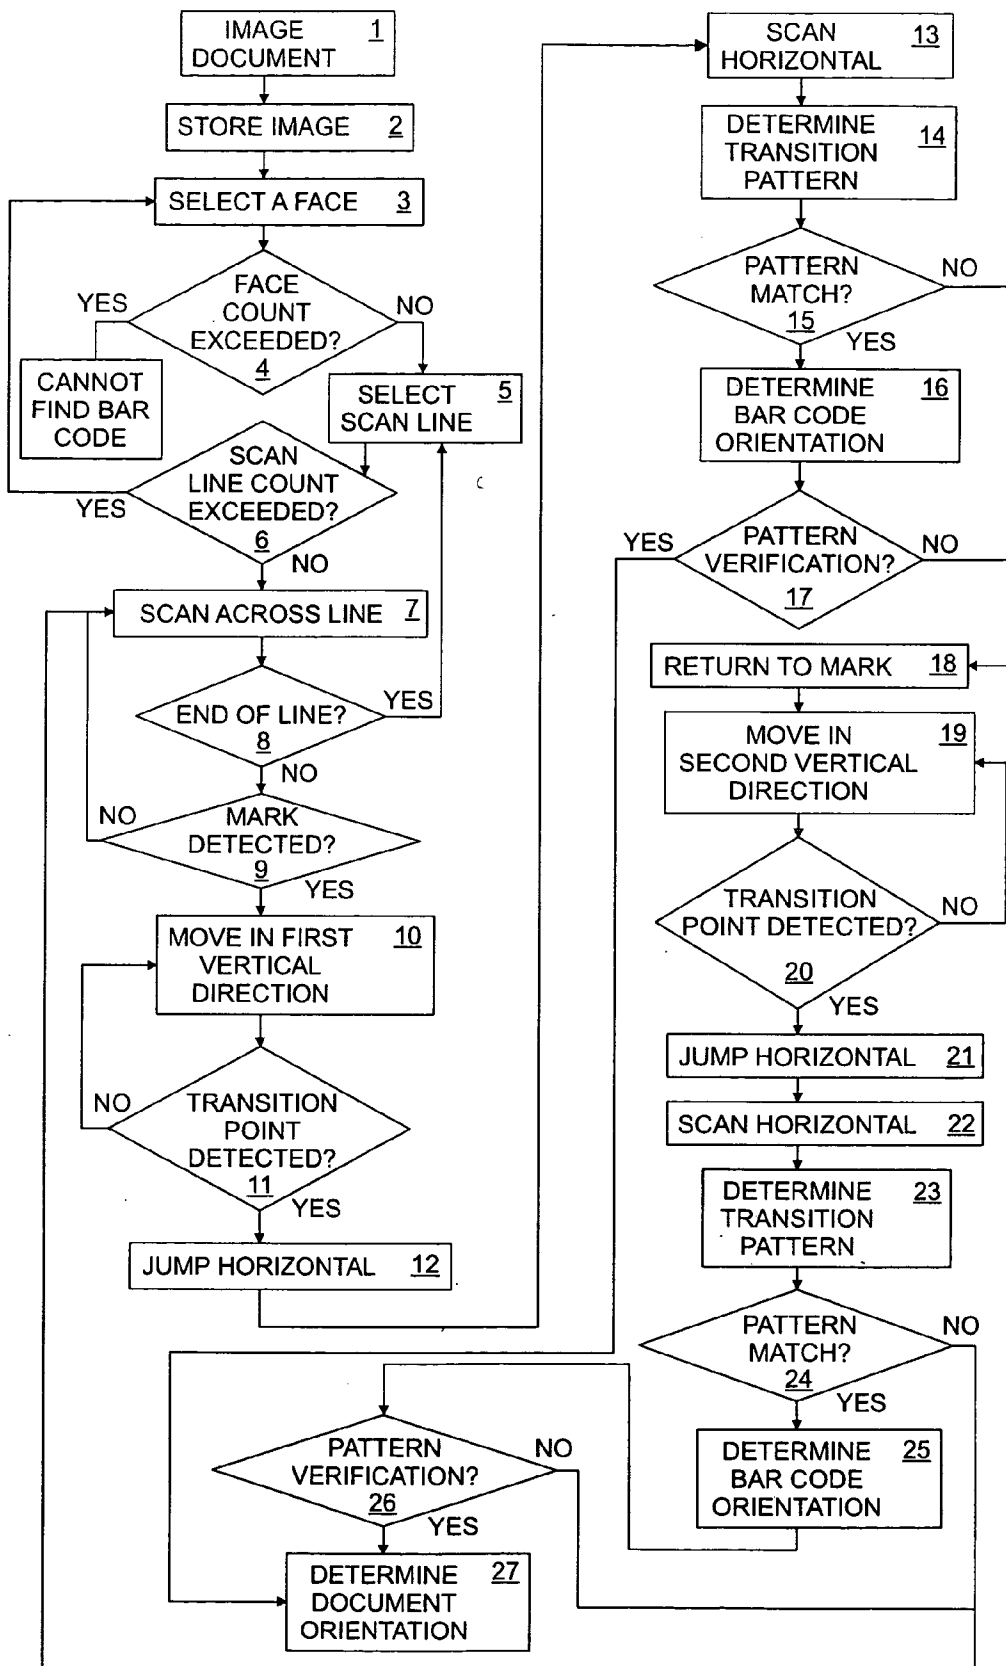 IMAGE
DOCUMENT
1
STORE IMAGE 2
SELECT A FACE 3
FACE
COUNT
EXCEEDED?
4
YES
NO
CANNOT
FIND BAR
CODE
SELECT
SCAN LINE
5
SCAN
LINE COUNT
EXCEEDED?
6
YES
NO
SCAN ACROSS LINE 7
END OF LINE?
8
YES
NO
MARK
DETECTED?
9
NO
YES
MOVE IN FIRST
VERTICAL
DIRECTION
10
TRANSITION
POINT
DETECTED?
11
NO
YES
JUMP HORIZONTAL 12
SCAN
HORIZONTAL
13
DETERMINE
TRANSITION
PATTERN
14
PATTERN
MATCH?
15
NO
YES
DETERMINE
BAR CODE
ORIENTATION
16
PATTERN
VERIFICATION?
17
YES
NO
RETURN TO MARK 18
MOVE IN
SECOND VERTICAL
DIRECTION
19
TRANSITION
POINT DETECTED?
20
NO
YES
JUMP HORIZONTAL 21
SCAN HORIZONTAL 22
DETERMINE
TRANSITION
PATTERN
23
PATTERN
MATCH?
24
NO
YES
DETERMINE
BAR CODE
ORIENTATION
25
PATTERN
VERIFICATION?
26
NO
YES
DETERMINE
DOCUMENT
ORIENTATION
27